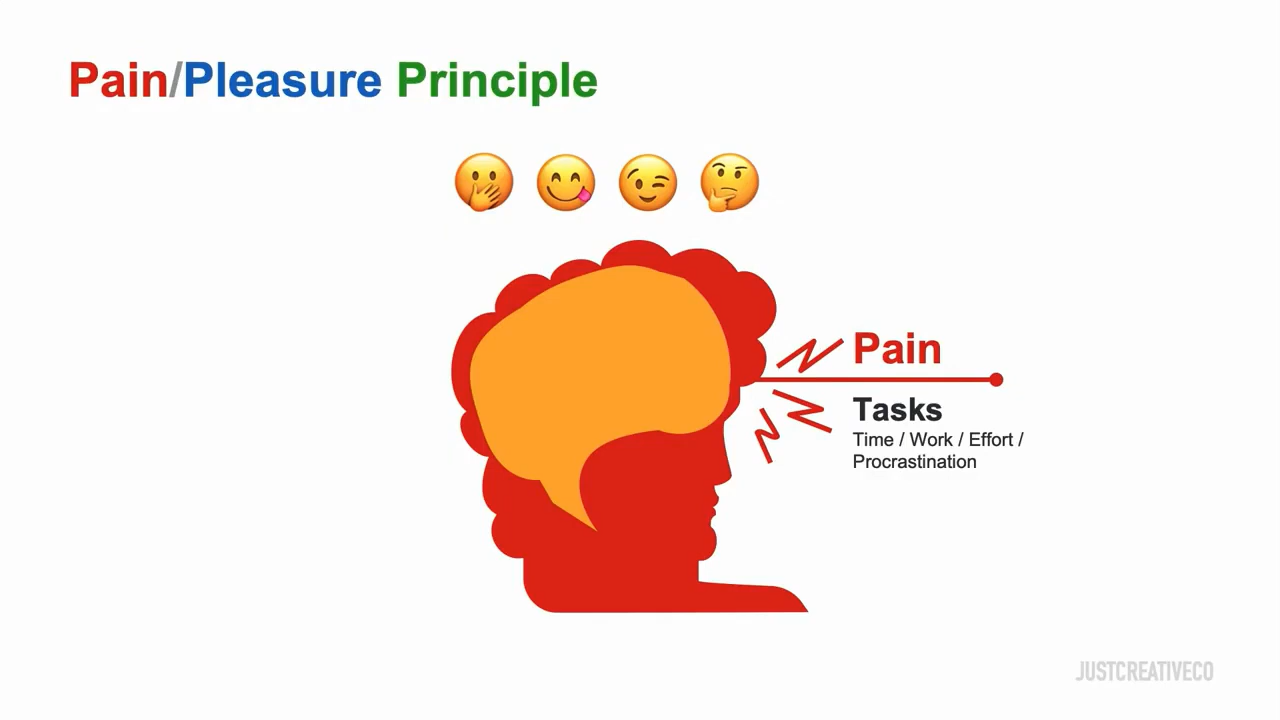 Pain/Pleasure Principle
Pain
Tasks
Time / Work / Effort /
Procrastination
JUSTCREATIVECO